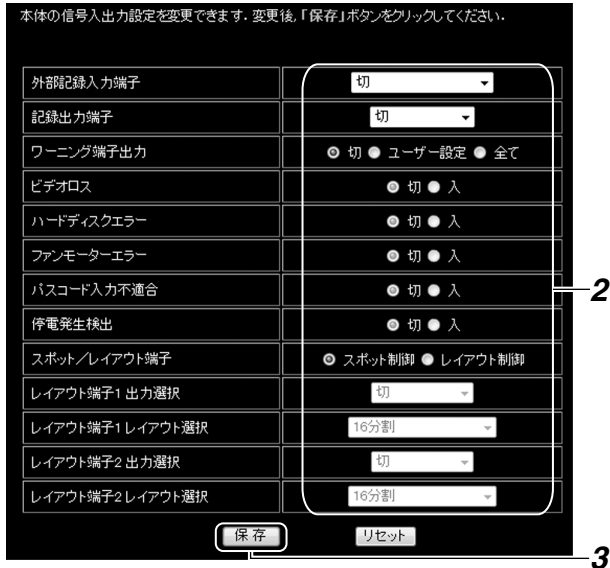 本体の信号入出力設定を変更できます. 変更後,「保存」ボタンをクリックしてください.
外部記録入力端子 切
記録出力端子 切
ワーニング端子出力 切 ユーザー設定 全て
ビデオロス 切 入
ハードディスクエラー 切 入
ファンモーターエラー 切 入
パスコード入力不適合 切 入
停電発生検出 切 入
スポット／レイアウト端子 スポット制御 レイアウト制御
レイアウト端子1 出力選択 切
レイアウト端子1 レイアウト選択 16分割
レイアウト端子2 出力選択 切
レイアウト端子2 レイアウト選択 16分割
2
保存 リセット
3